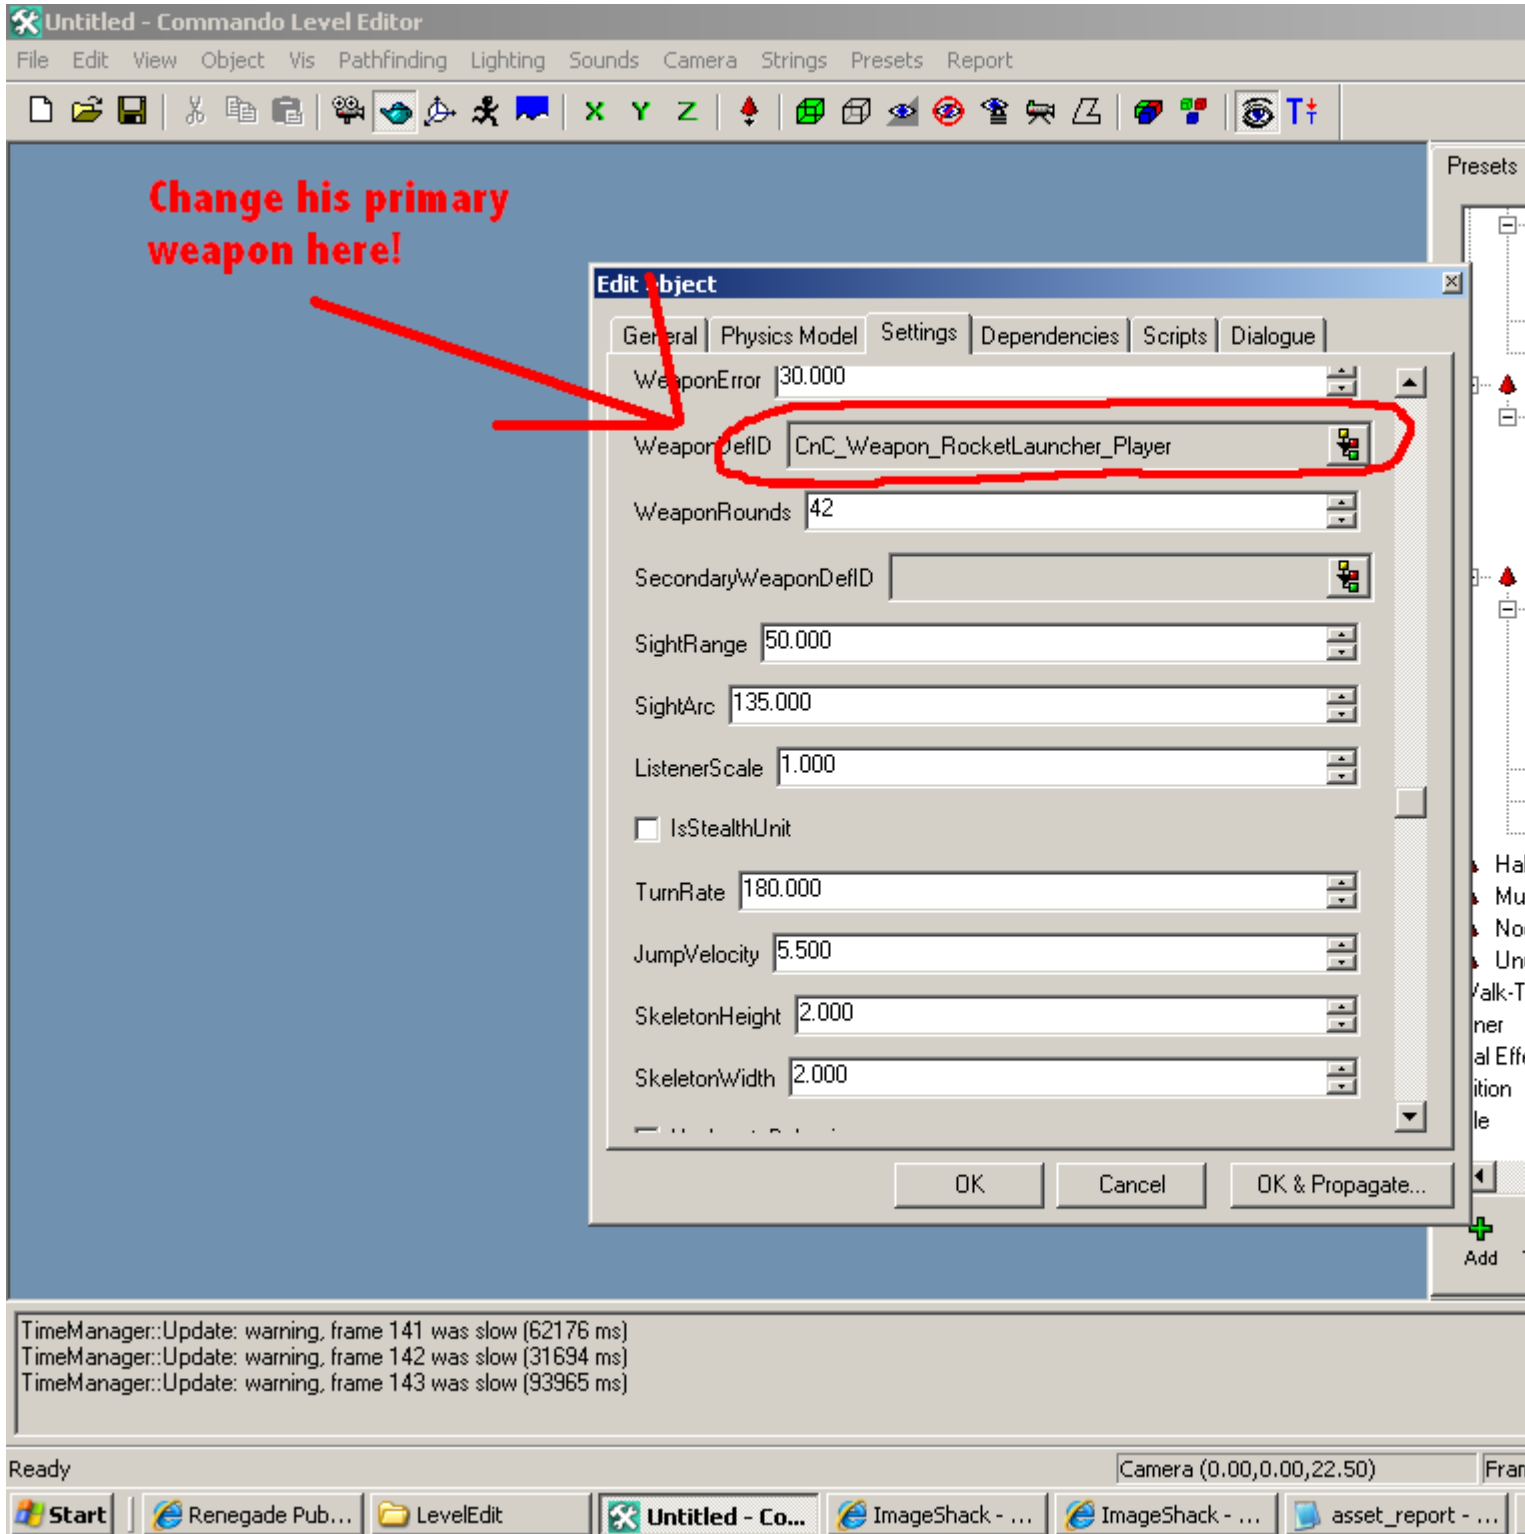 Untitled - Commando Level Editor
File Edit View Object Vis Pathfinding Lighting Sounds Camera Strings Presets Report
X Y Z
Change his primary
weapon here!
Presets
Edit Object
General Physics Model Settings Dependencies Scripts Dialogue
WeaponError 30.000
WeaponDefID CnC_Weapon_RocketLauncher_Player
WeaponRounds 42
SecondaryWeaponDefID
SightRange 50.000
SightArc 135.000
ListenerScale 1.000
IsStealthUnit
TurnRate 180.000
JumpVelocity 5.500
SkeletonHeight 2.000
SkeletonWidth 2.000
OK Cancel OK & Propagate...
Add
TimeManager::Update: warning, frame 141 was slow (62176 ms)
TimeManager::Update: warning, frame 142 was slow (31694 ms)
TimeManager::Update: warning, frame 143 was slow (93965 ms)
Ready Camera (0.00,0.00,22.50)
Start Renegade Pub... LevelEdit Untitled - Co... ImageShack - ... ImageShack - ... asset_report - ...